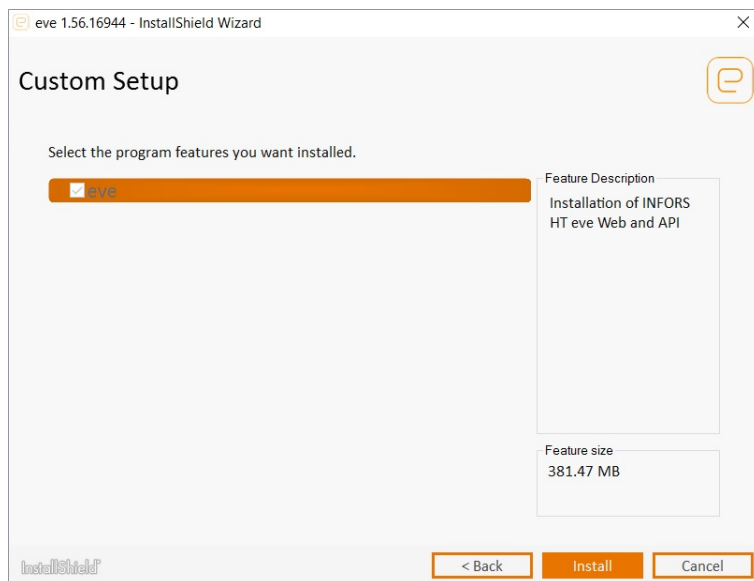 eve 1.56.16944 - InstallShield Wizard
Custom Setup
Select the program features you want installed.
eve
Feature Description
Installation of INFORS
HT eve Web and API
Feature size
381.47 MB
InstallShield
< Back
Install
Cancel